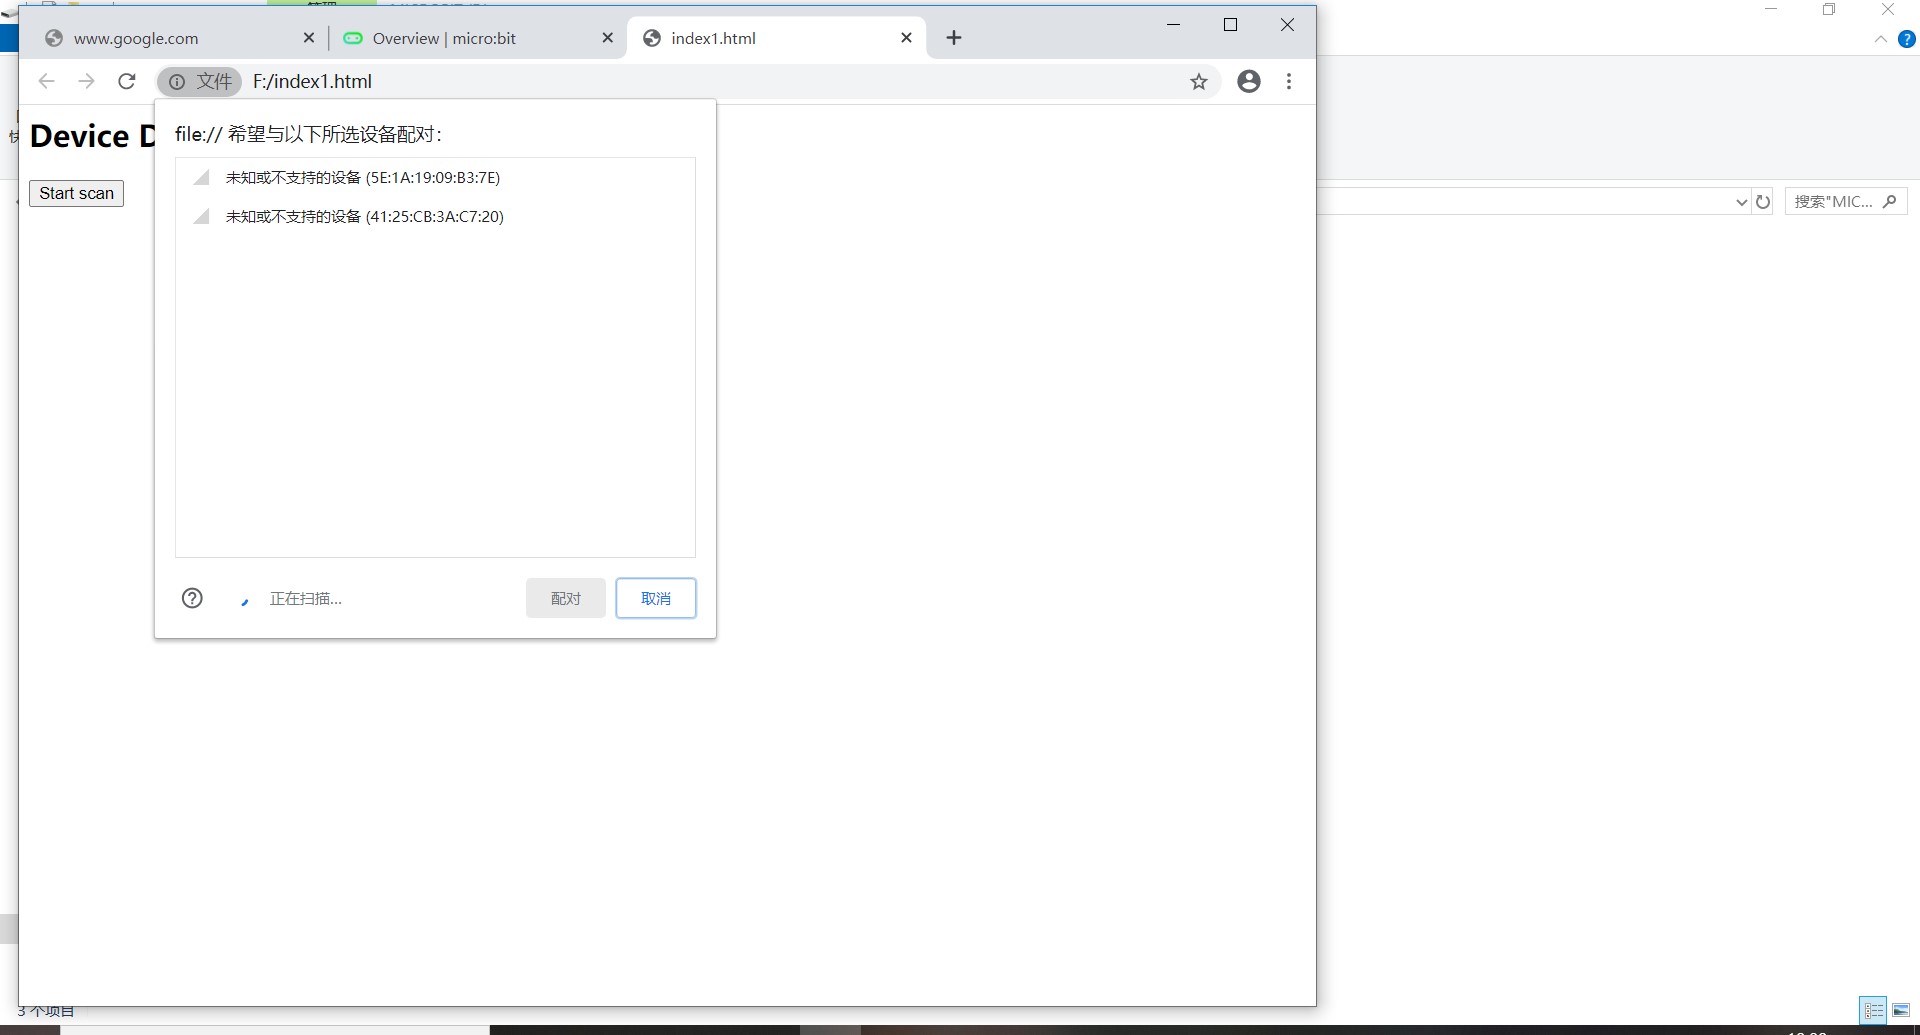 www.google.com
Overview | micro:bit
index1.html
文件
F:/index1.html
Device D
Start scan
file:// 希望与以下所选设备配对:
未知或不支持的设备 (5E:1A:19:09:B3:7E)
未知或不支持的设备 (41:25:CB:3A:C7:20)
正在扫描...
配对
取消
搜索"MIC...
3 个项目